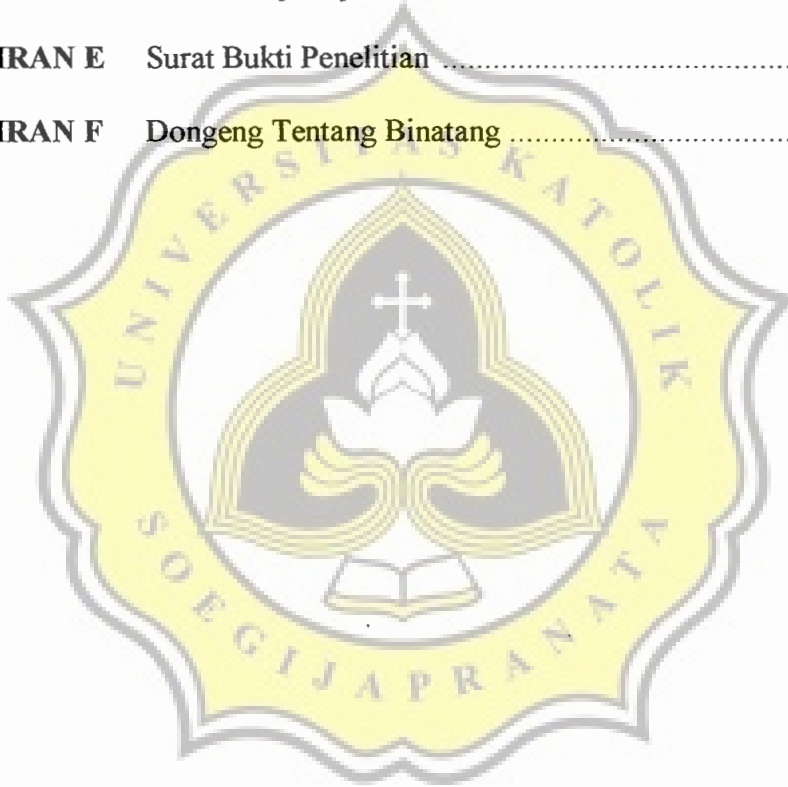 IRAN E Surat Bukti Penelitian ..........................................
IRAN F Dongeng Tentang Binatang ..................................
UNIVERSITAS KATOLIK
SOEGIJAPRANATA